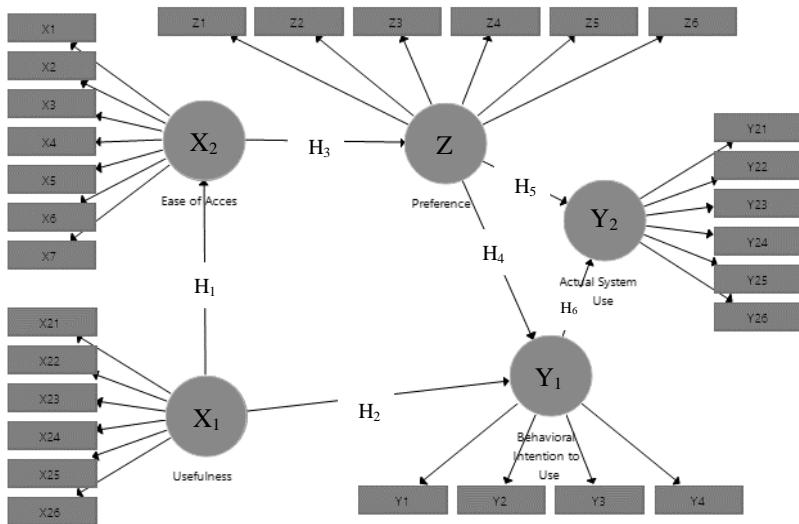 X1
X2
X3
X4
X5
X6
X7
Z1
Z2
Z3
Z4
Z5
Z6
X₂
Ease of Acces
H₃
Z
Preference
H₅
Y₂
Actual System
Use
Y21
Y22
Y23
Y24
Y25
Y26
H₁
H₄
H₆
X21
X22
X23
X24
X25
X26
X₁
Usefulness
H₂
Y₁
Behavioral
Intention to
Use
Y1
Y2
Y3
Y4